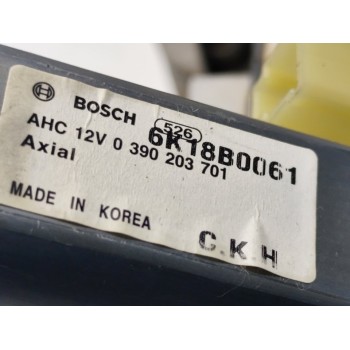 BOSCH 526 6K18B0061
AHC 12V 0 390 203 701
Axial
MADE IN KOREA
C.K.H